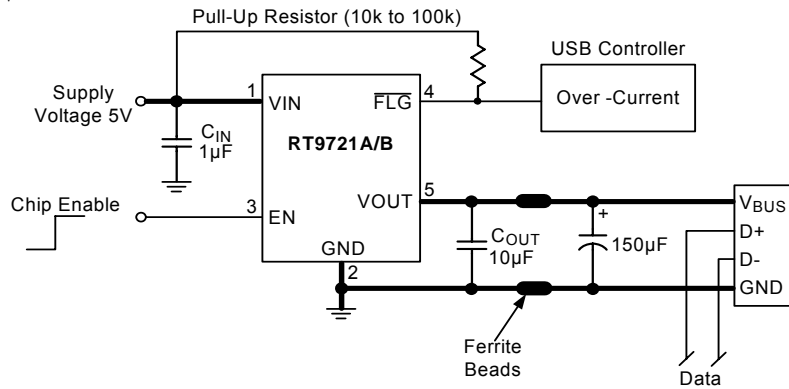 Pull-Up Resistor (10k to 100k)
USB Controller
Supply
Voltage 5V
1
VIN
4
FLG
Over -Current
CIN
1µF
RT9721A/B
Chip Enable
3
EN
VOUT
5
VBUS
D+
D-
GND
GND
2
COUT
10µF
+
150µF
Ferrite
Beads
Data